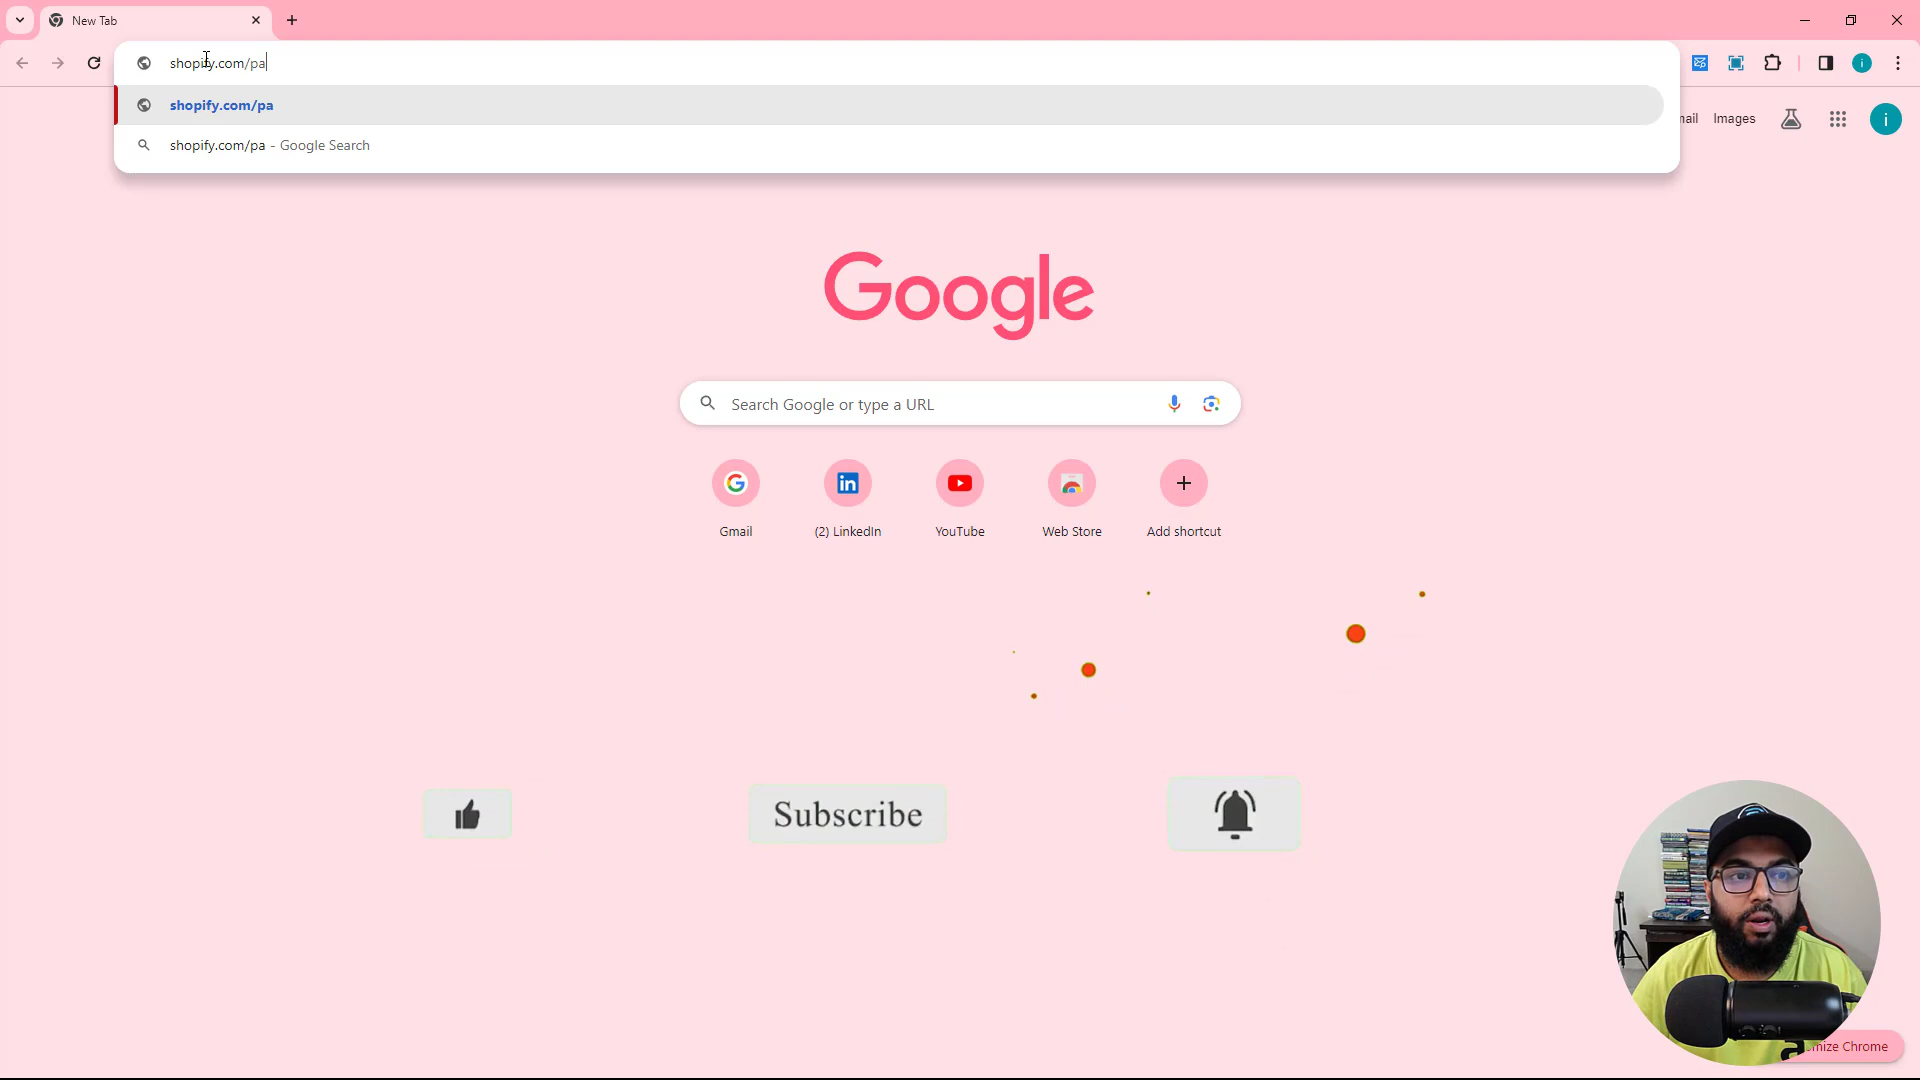 New Tab
shopify.com/pa
shopify.com/pa
shopify.com/pa - Google Search
mail Images
i
i
Google
Search Google or type a URL
Gmail
(2) LinkedIn
YouTube
Web Store
Add shortcut
Subscribe
mize Chrome